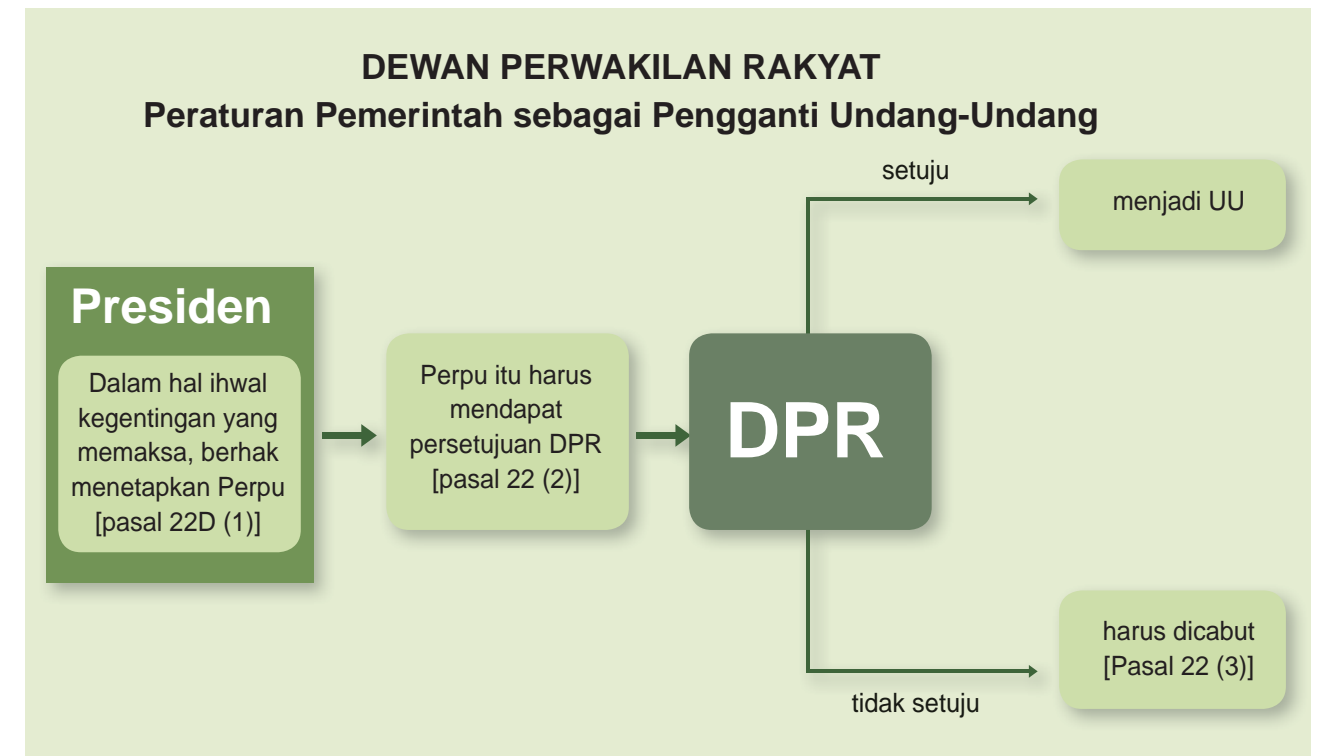 DEWAN PERWAKILAN RAKYAT
Peraturan Pemerintah sebagai Pengganti Undang-Undang
Presiden
Dalam hal ihwal
kegentingan yang
memaksa, berhak
menetapkan Perpu
[pasal 22D (1)]
Perpu itu harus
mendapat
persetujuan DPR
[pasal 22 (2)]
DPR
setuju
menjadi UU
tidak setuju
harus dicabut
[Pasal 22 (3)]